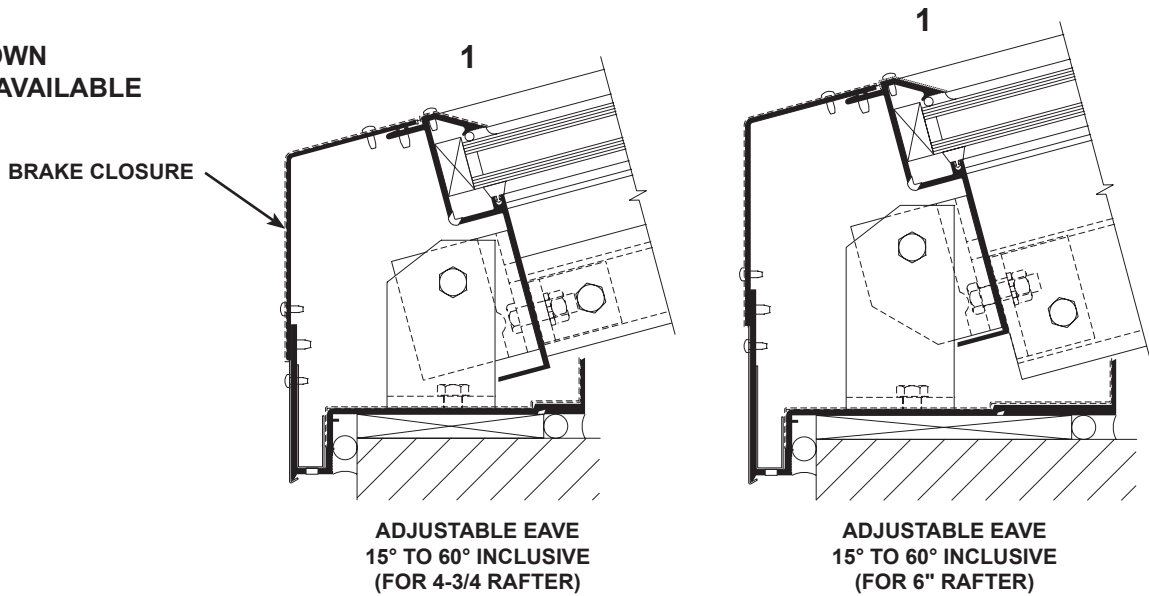 OWN
AVAILABLE
1
1
BRAKE CLOSURE
ADJUSTABLE EAVE
15° TO 60° INCLUSIVE
(FOR 4-3/4 RAFTER)
ADJUSTABLE EAVE
15° TO 60° INCLUSIVE
(FOR 6" RAFTER)